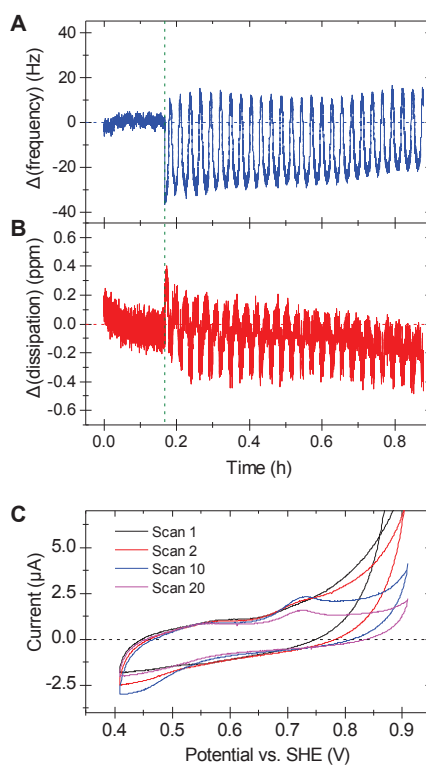 A
Δ(frequency) (Hz)
40
20
0
-20
-40
B
Δ(dissipation) (ppm)
0.6
0.4
0.2
0.0
-0.2
-0.4
-0.6
0.0 0.2 0.4 0.6 0.8
Time (h)
C
Scan 1
Scan 2
Scan 10
Scan 20
Current (µA)
5.0
2.5
0.0
-2.5
0.4 0.5 0.6 0.7 0.8 0.9
Potential vs. SHE (V)